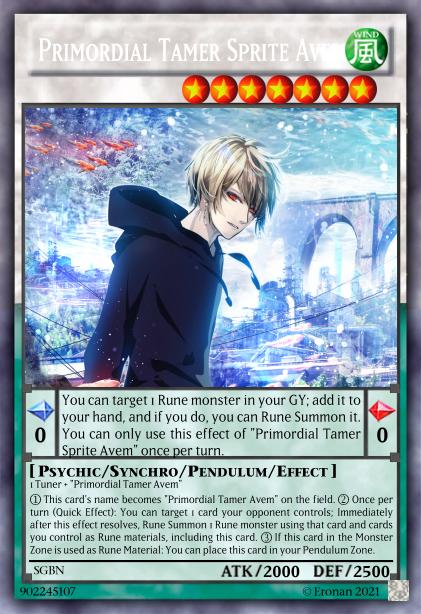 Primordial Tamer Sprite Avem
WIND
風
You can target 1 Rune monster in your GY; add it to
your hand, and if you do, you can Rune Summon it.
You can only use this effect of "Primordial Tamer
Sprite Avem" once per turn.
0
0
[ Psychic/Synchro/Pendulum/Effect ]
1 Tuner + "Primordial Tamer Avem"
① This card's name becomes "Primordial Tamer Avem" on the field. ② Once per
turn (Quick Effect): You can target 1 card your opponent controls; Immediately
after this effect resolves, Rune Summon 1 Rune monster using that card and cards
you control as Rune materials, including this card. ③ If this card in the Monster
Zone is used as Rune Material: You can place this card in your Pendulum Zone.
SGBN
ATK/2000 DEF/2500
902245107
© Eronan 2021